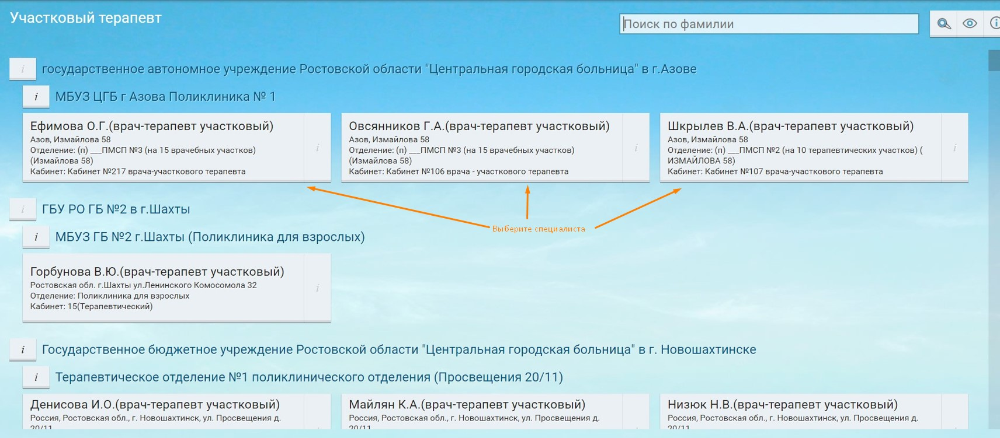 Участковый терапевт
Поиск по фамилии
i
i государственное автономное учреждение Ростовской области "Центральная городская больница" в г.Азове
i МБУЗ ЦГБ г Азова Поликлиника № 1
Ефимова О.Г.(врач-терапевт участковый)
Азов, Измайлова 58
Отделение: (п) ___ПМСП №3 (на 15 врачебных участков)
(Измайлова 58)
Кабинет: Кабинет №217 врача-участкового терапевта
i
Овсянников Г.А.(врач-терапевт участковый)
Азов, Измайлова 58
Отделение: (п) ___ПМСП №3 (на 15 врачебных участков)
(Измайлова 58)
Кабинет: Кабинет №106 врача - участкового терапевта
i
Шкрылев В.А.(врач-терапевт участковый)
Азов, Измайлова 58
Отделение: (п) ___ПМСП №2 (на 10 терапевтических участков) (
ИЗМАЙЛОВА 58)
Кабинет: Кабинет №107 врача-участкового терапевта
i
Выберите специалиста
i ГБУ РО ГБ №2 в г.Шахты
i МБУЗ ГБ №2 г.Шахты (Поликлиника для взрослых)
Горбунова В.Ю.(врач-терапевт участковый)
Ростовская обл. г.Шахты ул.Ленинского Комосомола 32
Отделение: Поликлиника для взрослых
Кабинет: 15(Терапевтический)
i
i Государственное бюджетное учреждение Ростовской области "Центральная городская больница" в г. Новошахтинске
i Терапевтическое отделение №1 поликлинического отделения (Просвещения 20/11)
Денисова И.О.(врач-терапевт участковый)
Россия, Ростовская обл., г. Новошахтинск, ул. Просвещения д.
20/11
Майлян К.А.(врач-терапевт участковый)
Россия, Ростовская обл., г. Новошахтинск, ул. Просвещения д.
20/11
Низюк Н.В.(врач-терапевт участковый)
Россия, Ростовская обл., г. Новошахтинск, ул. Просвещения д.
20/11